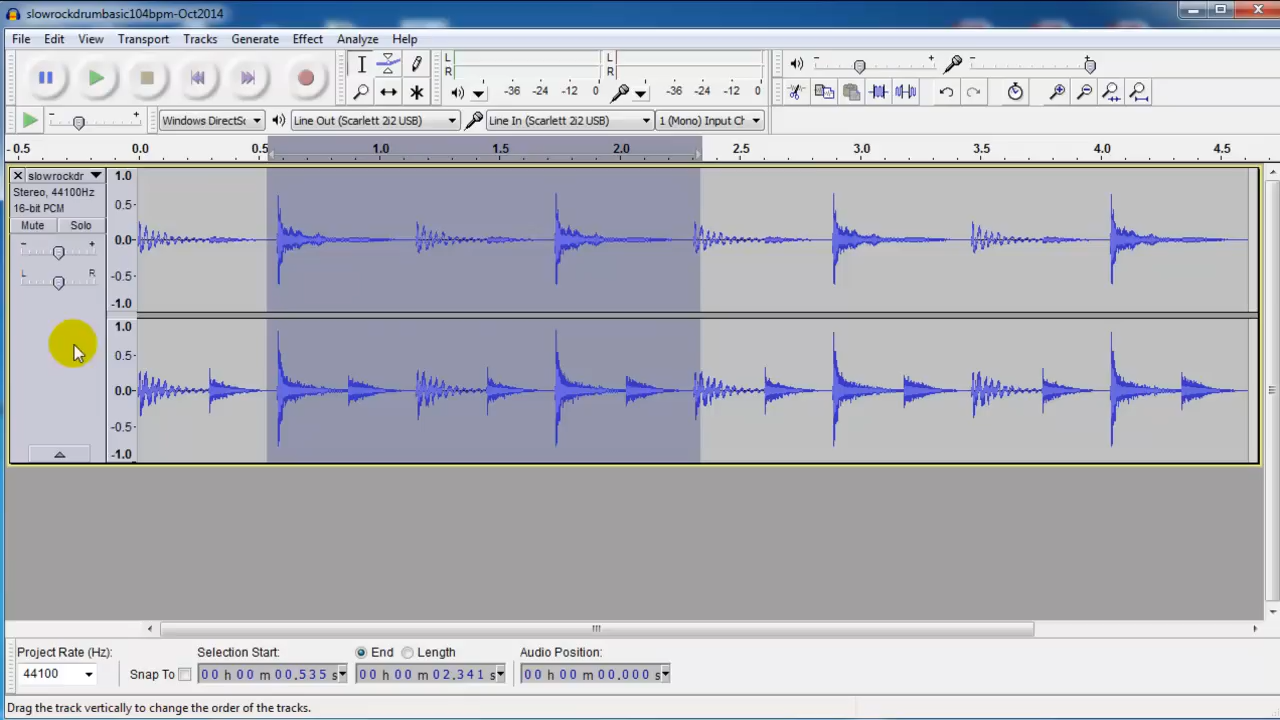 slowrockdrumbasic104bpm-Oct2014
File Edit View Transport Tracks Generate Effect Analyze Help
L R -36 -24 -12 0 L R -36 -24 -12 0 - + - +
- + Windows DirectSc Line Out (Scarlett 2i2 USB) Line In (Scarlett 2i2 USB) 1 (Mono) Input Ch
-0.5 0.0 0.5 1.0 1.5 2.0 2.5 3.0 3.5 4.0 4.5
slowrockdr
Stereo, 44100Hz
16-bit PCM
Mute Solo
- +
L R
1.0
0.5
0.0
-0.5
-1.0
1.0
0.5
0.0
-0.5
-1.0
Project Rate (Hz): Selection Start: End Length Audio Position:
44100 Snap To 00 h 00 m 00.535 s 00 h 00 m 02.341 s 00 h 00 m 00.000 s
Drag the track vertically to change the order of the tracks.